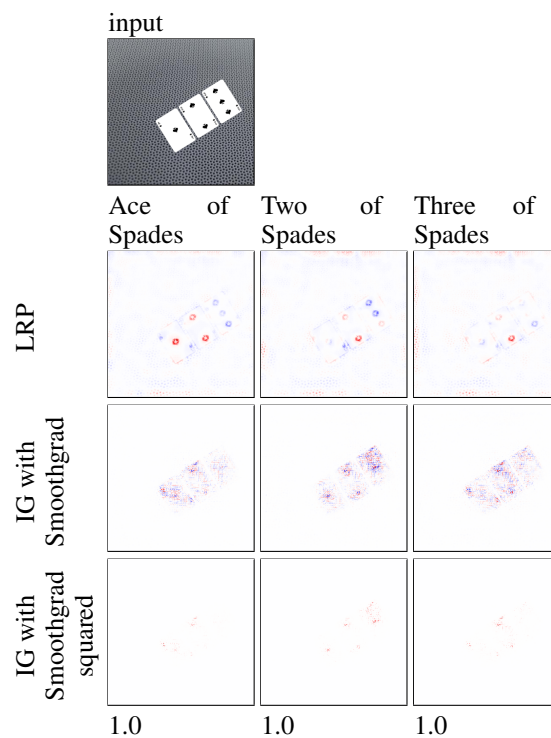 input
Ace of
Spades
Two of
Spades
Three of
Spades
LRP
IG with
Smoothgrad
IG with
Smoothgrad
squared
1.0
1.0
1.0